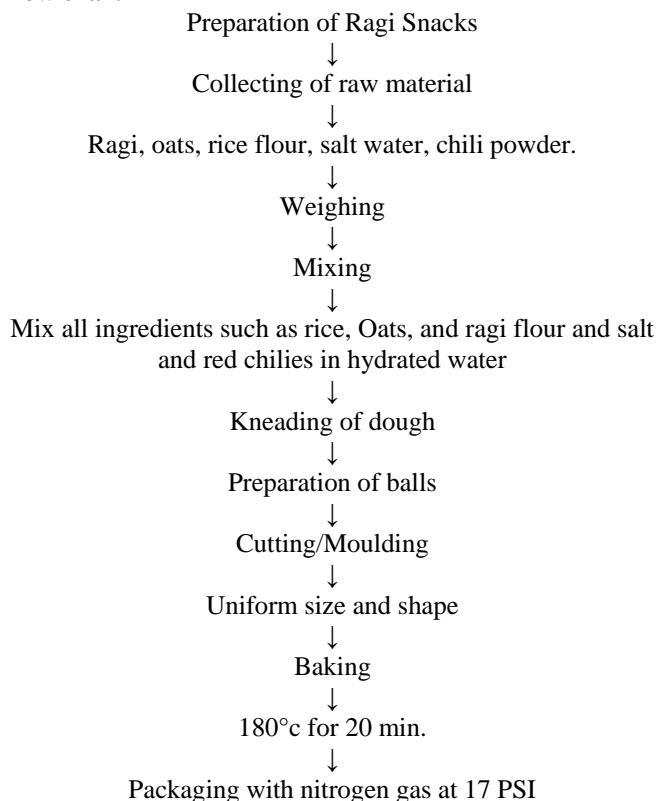 Preparation of Ragi Snacks
↓
Collecting of raw material
↓
Ragi, oats, rice flour, salt water, chili powder.
↓
Weighing
↓
Mixing
↓
Mix all ingredients such as rice, Oats, and ragi flour and salt
and red chilies in hydrated water
↓
Kneading of dough
↓
Preparation of balls
↓
Cutting/Moulding
↓
Uniform size and shape
↓
Baking
↓
180°c for 20 min.
↓
Packaging with nitrogen gas at 17 PSI